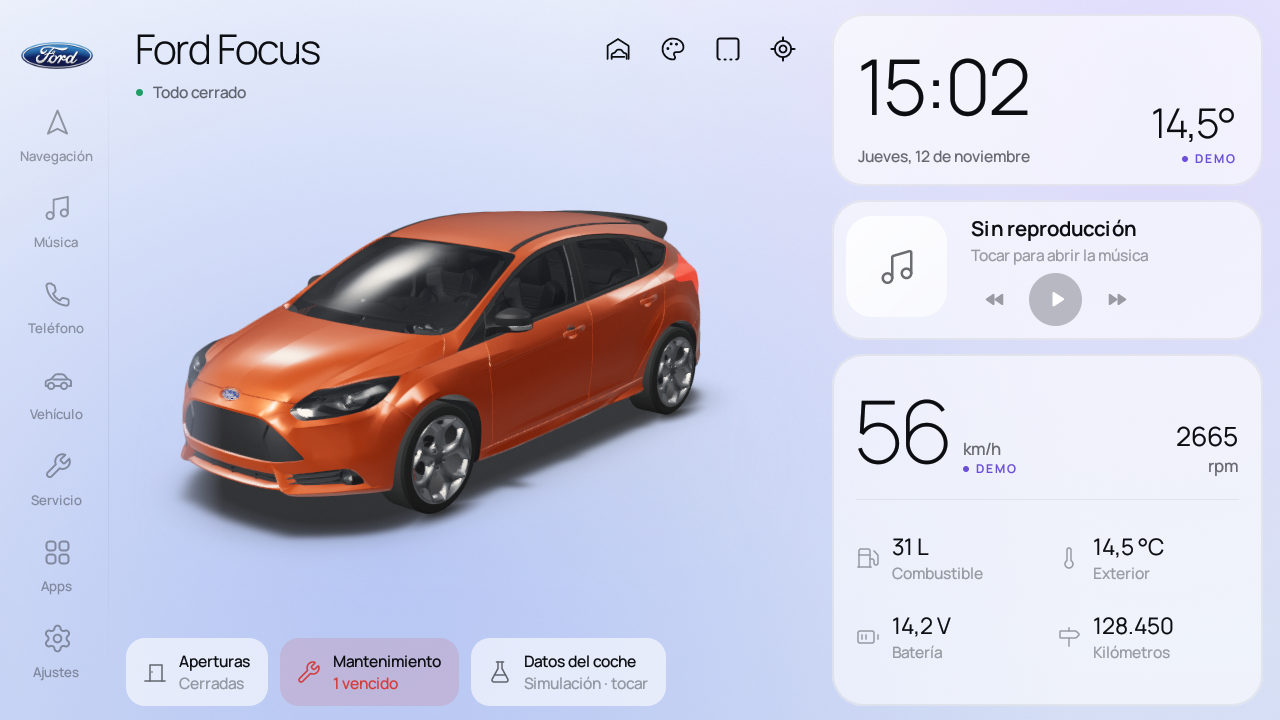 Ford
Navegación
Música
Teléfono
Vehículo
Servicio
Apps
Ajustes
Ford Focus
Todo cerrado
Aperturas
Cerradas
Mantenimiento
1 vencido
Datos del coche
Simulación · tocar
15:02
Jueves, 12 de noviembre
14,5°
DEMO
Sin reproducción
Tocar para abrir la música
56 km/h
DEMO
2665
rpm
31 L
Combustible
14,5 °C
Exterior
14,2 V
Batería
128.450
Kilómetros